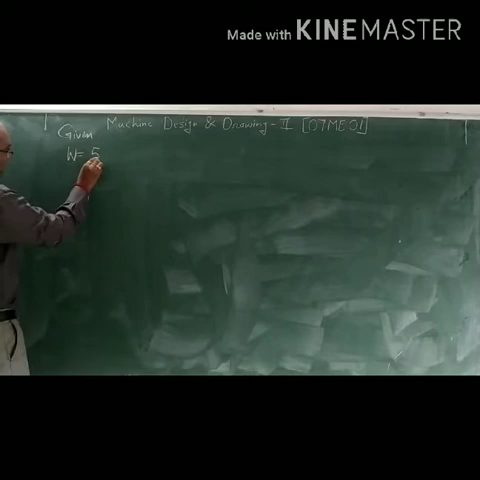 Made with KINEMASTER
Machine Design & Drawing - II [07ME01]
Given
W= 5